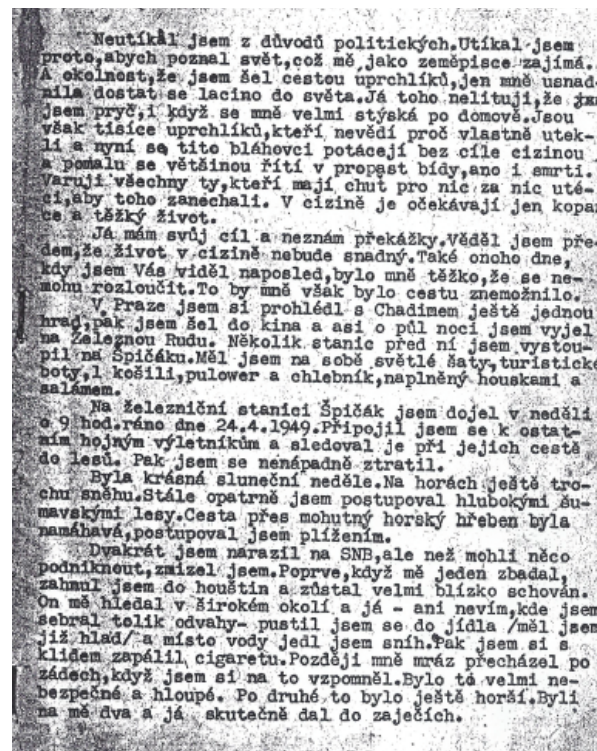 Neutíkal jsem z důvodů politických.Utíkal jsem
proto,abych poznal svět,což mě,jako zeměpisce zajímá.
A okolnost,že jsem šel cestou uprchlíků,jen mně usnad-
nila dostat se lacino do světa.Já toho nelituji,že
jsem pryč,i když se mně velmi stýská po domově.Jsou
však tisíce uprchlíků,kteří nevědí proč vlastně utek-
li a nyní se tito bláhovci potácejí bez cíle cizinou
a pomalu se většinou řítí v propast bídy,ano i smrti.
Varuji všechny ty,kteří mají chuť pro nic za nic uté-
ci,aby toho zanechali. V cizině je očekávají jen kopan
ce a těžký život.
Já mám svůj cíl a neznám překážky.Věděl jsem pře-
dem,že život v cizině nebude snadný.Také onoho dne,
kdy jsem Vás viděl naposled,bylo mně těžko,že se ne-
mohu rozloučit.To by mně však bylo cestu znemožnilo.
V Praze jsem si prohlédl s Chadimem ještě jednou
hrad,pak jsem šel do kina a asi o půl noci jsem vyjel
na Železnou Rudu. Několik stanic před ní jsem vystou-
pil na Špičáku.Měl jsem na sobě světlé šaty,turistické
boty,1 košili,pulower a chlebník,naplněný houskami a
salámem.
Na železniční stanici Špičák jsem dojel v neděli
o 9 hod.ráno dne 24.4.1949.Připojil jsem se k ostat-
ním hojným výletníkům a sledoval je při jejich cestě
do lesů. Pak jsem se nenápadně ztratil.
Byla krásná sluneční neděle.Na horách ještě tro-
chu sněhu.Stále opatrně jsem postupoval hlubokými šu-
mavskými lesy.Cesta přes mohutný horský hřeben byla
namáhavá,postupoval jsem plížením.
Dvakrát jsem narazil na SNB,ale než mohli něco
podniknout,zmizel jsem.Poprve,když mě jeden zbadal,
zahnul jsem do houštin a zůstal velmi blízko schován.
On mě hledal v širokém okolí a já - ani nevím,kde jsem
sebral tolik odvahy- pustil jsem se do jídla /měl jsem
již hlad/ a místo vody jedl jsem sníh.Pak jsem si s
klidem zapálil cigaretu.Později mně mráz přecházel po
zádech,když jsem si na to vzpomněl.Bylo to velmi ne-
bezpečné a hloupé. Po druhé to bylo ještě horší.Byli
na mě dva a já skutečně dal do zaječích.